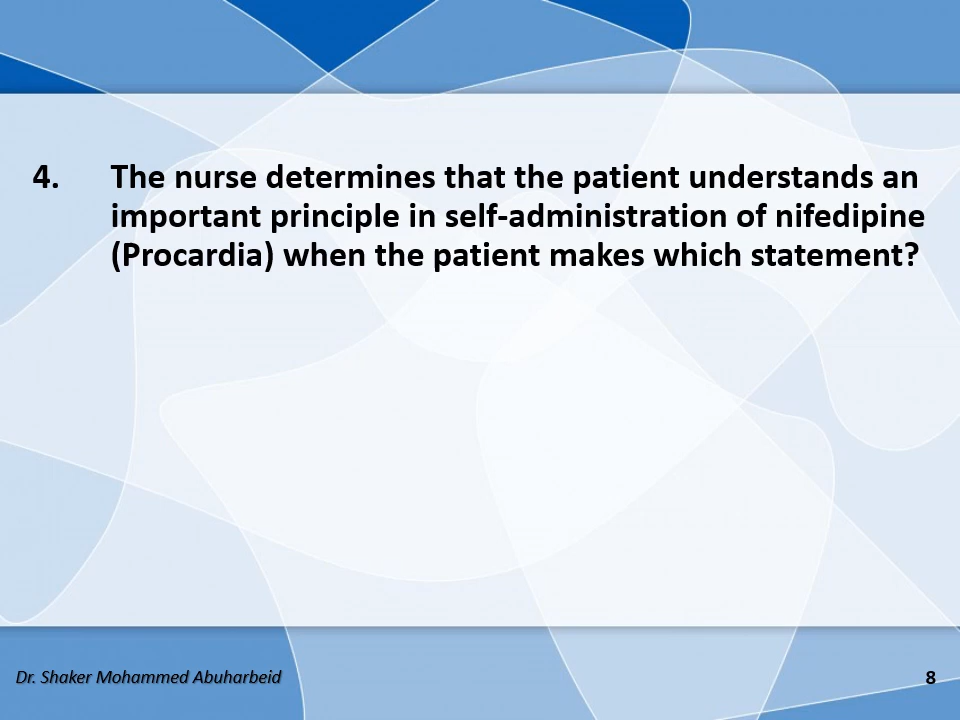 4. The nurse determines that the patient understands an
important principle in self-administration of nifedipine
(Procardia) when the patient makes which statement?
Dr. Shaker Mohammed Abuharbeid
8